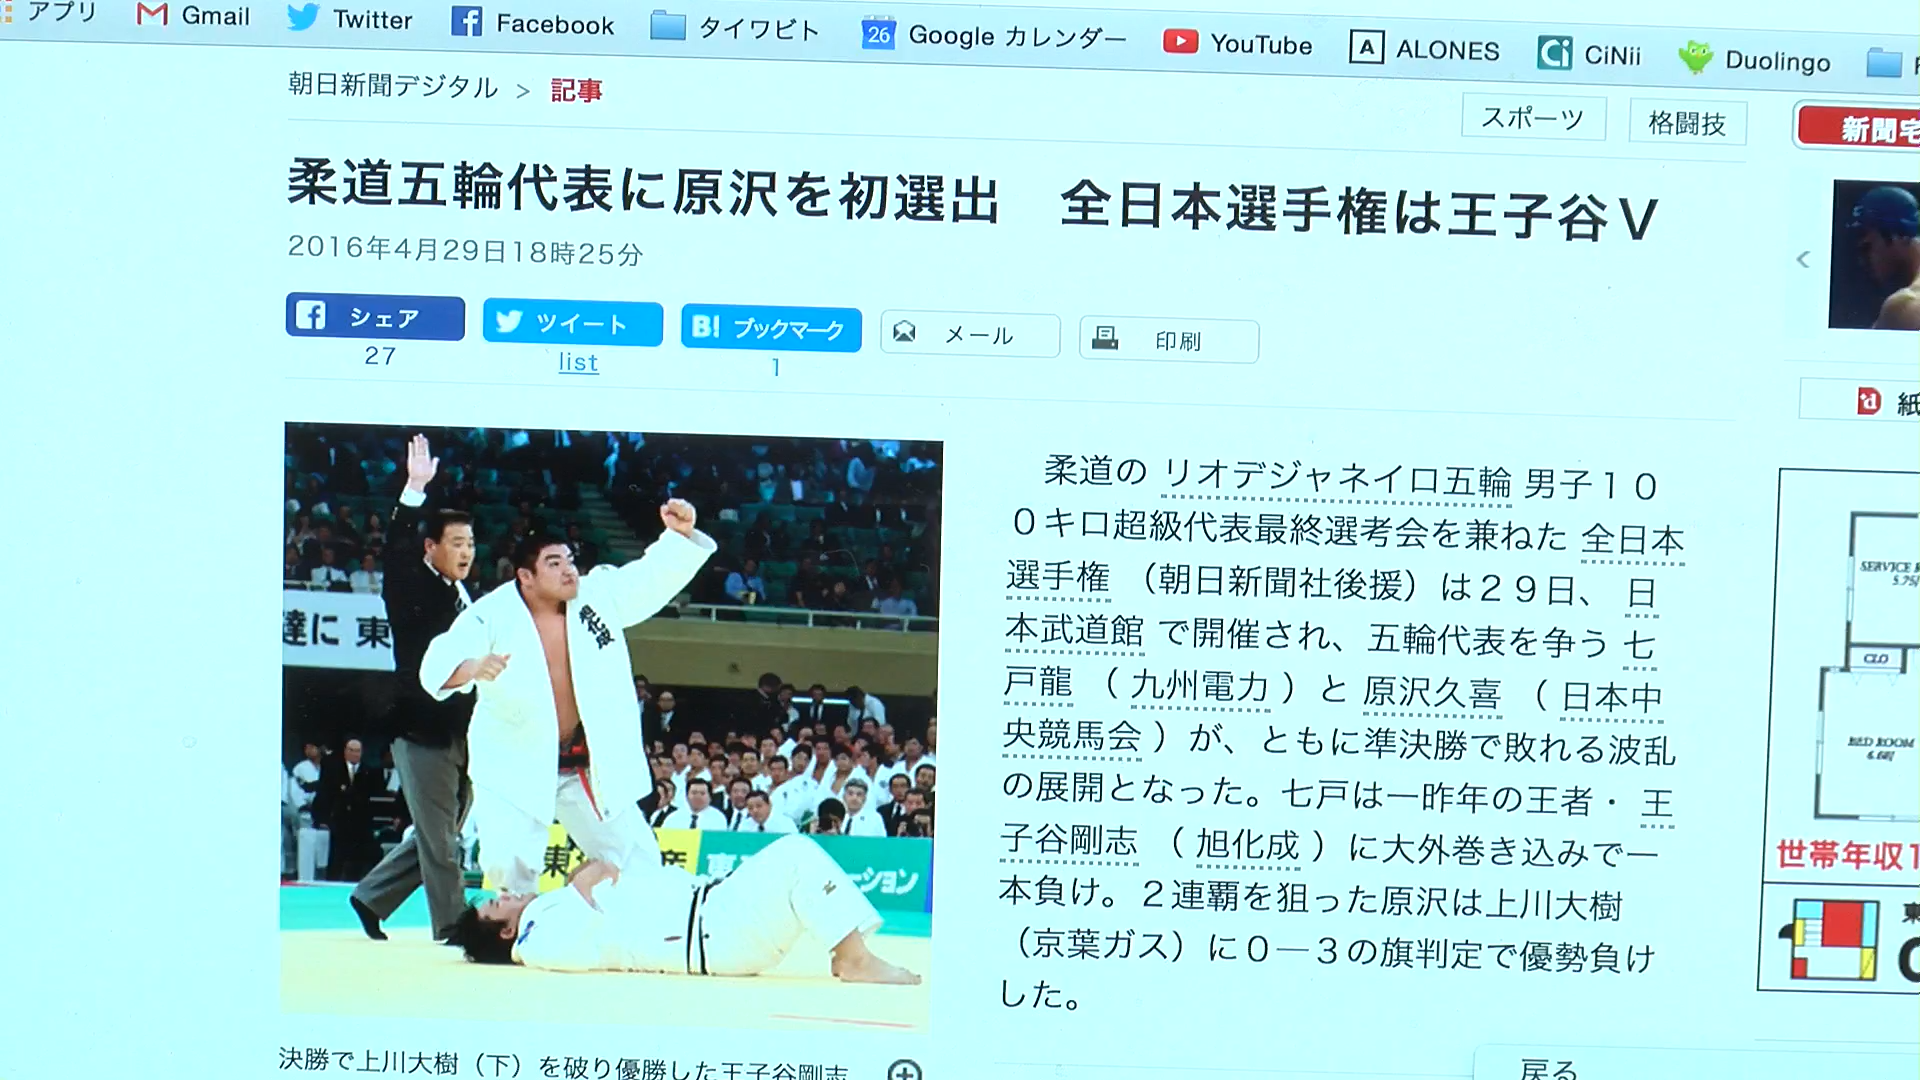 アプリ Gmail Twitter Facebook タイワビト 26 Google カレンダー YouTube A ALONES Ci CiNii Duolingo
朝日新聞デジタル > 記事
スポーツ 格闘技
柔道五輪代表に原沢を初選出 全日本選手権は王子谷V
2016年4月29日18時25分
シェア ツイート B! ブックマーク メール 印刷
27 list 1
柔道の リオデジャネイロ五輪 男子10
0キロ超級代表最終選考会を兼ねた 全日本
選手権 (朝日新聞社後援)は29日、 日
本武道館 で開催され、五輪代表を争う 七
戸龍 ( 九州電力 )と 原沢久喜 ( 日本中
央競馬会 )が、ともに準決勝で敗れる波乱
の展開となった。七戸は一昨年の王者・ 王
子谷剛志 ( 旭化成 )に大外巻き込みで一
本負け。2連覇を狙った原沢は上川大樹
(京葉ガス)に0―3の旗判定で優勢負け
した。
達に 東
旭化成
決勝で上川大樹(下)を破り優勝した王子谷剛志
戻る
新聞宅
紙
CLO
BED ROOM
世帯年収1